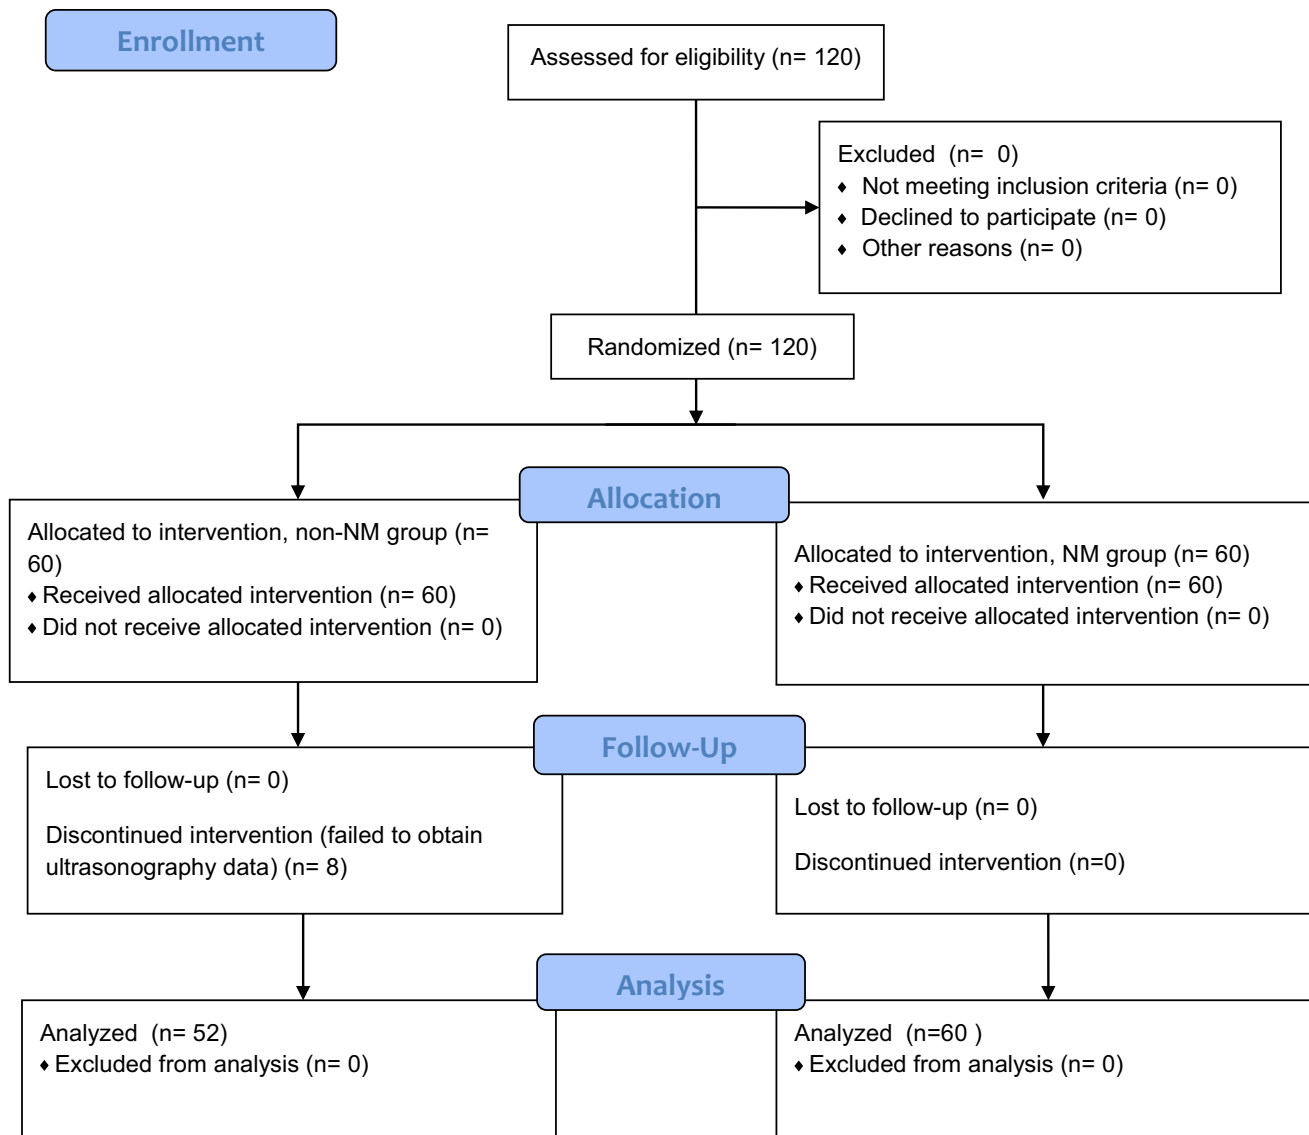 Enrollment
Assessed for eligibility (n= 120)
Excluded  (n=  0)
♦ Not meeting inclusion criteria (n= 0)
♦ Declined to participate (n= 0)
♦ Other reasons (n= 0)
Randomized (n= 120)
Allocation
Allocated to intervention, non-NM group (n=
60)
♦ Received allocated intervention (n= 60)
♦ Did not receive allocated intervention (n= 0)
Allocated to intervention, NM group (n= 60)
♦ Received allocated intervention (n= 60)
♦ Did not receive allocated intervention (n= 0)
Follow-Up
Lost to follow-up (n= 0)
Discontinued intervention (failed to obtain
ultrasonography data) (n= 8)
Lost to follow-up (n= 0)
Discontinued intervention (n=0)
Analysis
Analyzed  (n= 52)
♦ Excluded from analysis (n= 0)
Analyzed  (n=60 )
♦ Excluded from analysis (n= 0)